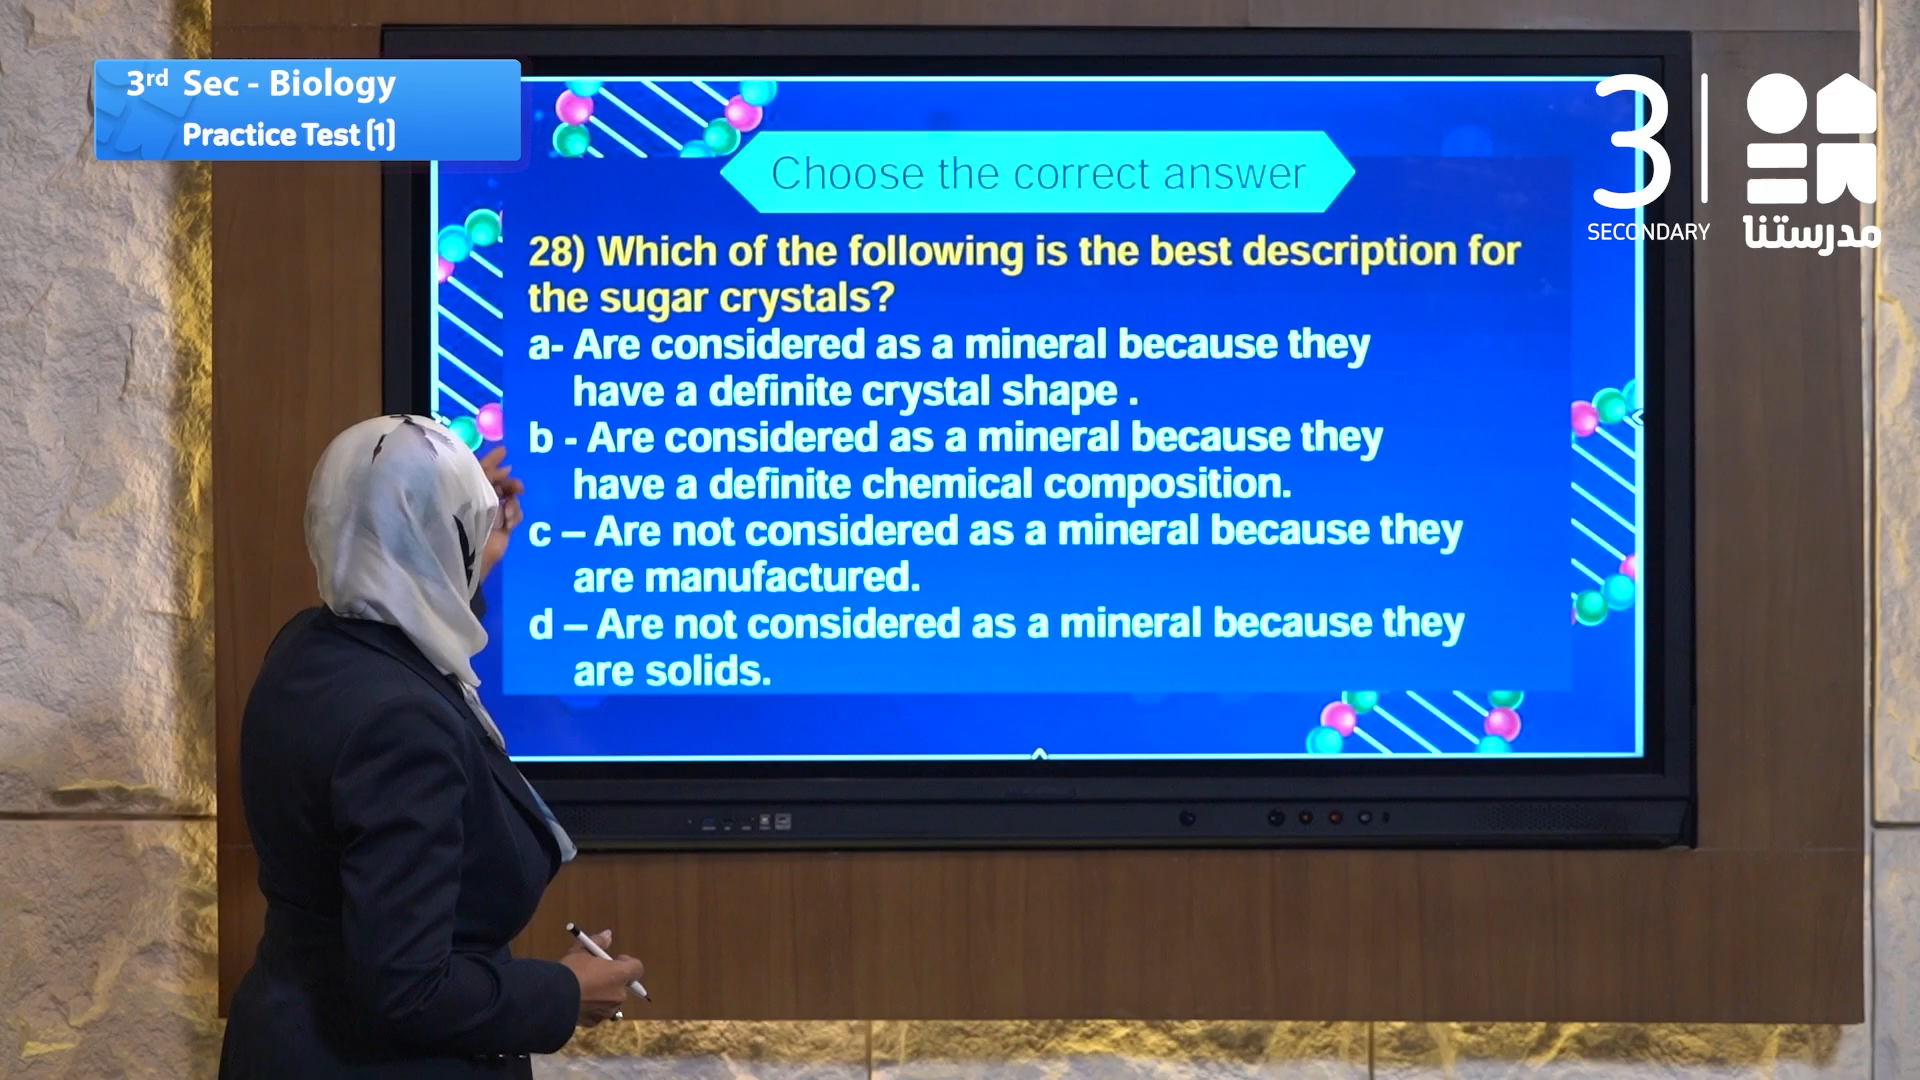 3rd Sec - Biology
Practice Test (1)
Choose the correct answer
28) Which of the following is the best description for
the sugar crystals?
a- Are considered as a mineral because they
have a definite crystal shape .
b - Are considered as a mineral because they
have a definite chemical composition.
c – Are not considered as a mineral because they
are manufactured.
d – Are not considered as a mineral because they
are solids.
3
SECONDARY
مدرستنا